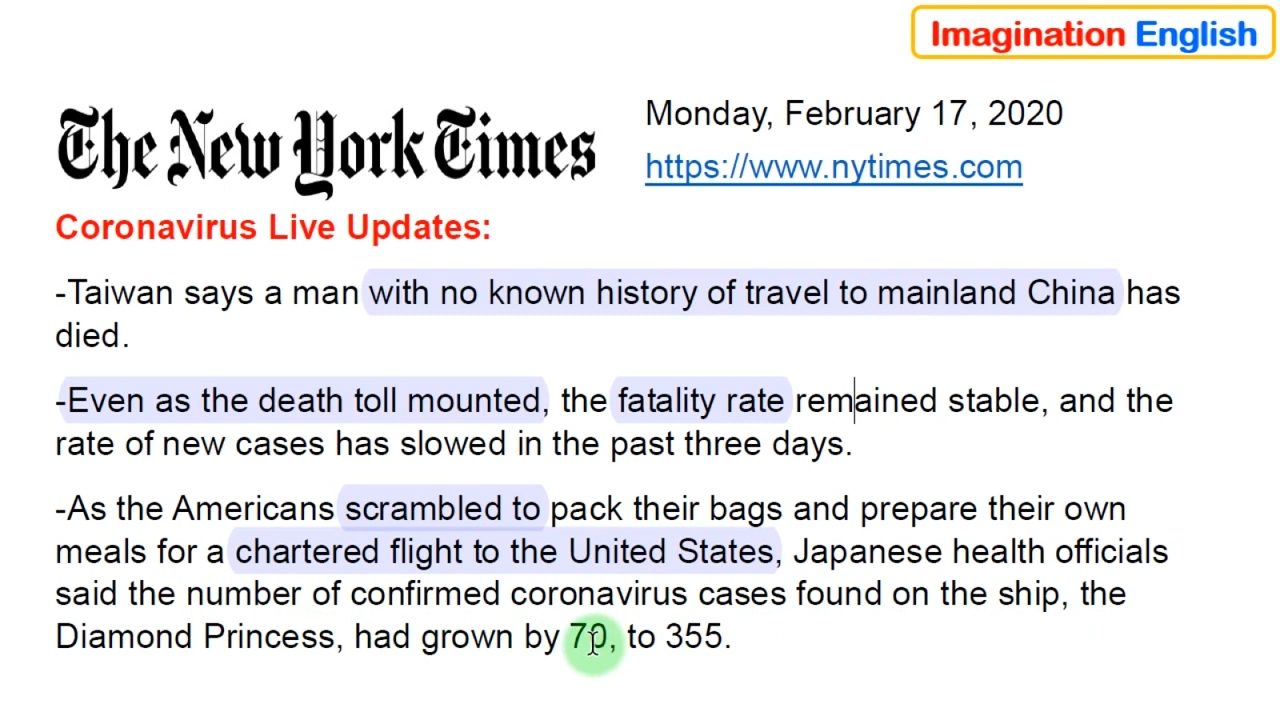 Imagination English
The New York Times
Monday, February 17, 2020
https://www.nytimes.com
Coronavirus Live Updates:
-Taiwan says a man with no known history of travel to mainland China has
died.
-Even as the death toll mounted, the fatality rate remained stable, and the
rate of new cases has slowed in the past three days.
-As the Americans scrambled to pack their bags and prepare their own
meals for a chartered flight to the United States, Japanese health officials
said the number of confirmed coronavirus cases found on the ship, the
Diamond Princess, had grown by 70, to 355.